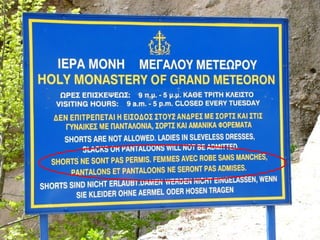 ΙΕΡΑ ΜΟΝΗ ΜΕΓΑΛΟΥ ΜΕΤΕΩΡΟΥ
HOLY MONASTERY OF GRAND METEORON
ΩΡΕΣ ΕΠΙΣΚΕΨΕΩΣ: 9 π.μ. - 5 μ.μ. ΚΑΘΕ ΤΡΙΤΗ ΚΛΕΙΣΤΟ
VISITING HOURS: 9 a.m. - 5 p.m. CLOSED EVERY TUESDAY
ΔΕΝ ΕΠΙΤΡΕΠΕΤΑΙ Η ΕΙΣΟΔΟΣ ΣΤΟΥΣ ΑΝΔΡΕΣ ΜΕ ΣΟΡΤΣ ΚΑΙ ΣΤΙΣ
ΓΥΝΑΙΚΕΣ ΜΕ ΠΑΝΤΑΛΟΝΙΑ, ΣΟΡΤΣ ΚΑΙ ΑΜΑΝΙΚΑ ΦΟΡΕΜΑΤΑ
SHORTS ARE NOT ALLOWED. LADIES IN SLEVELESS DRESSES,
SLACKS OR PANTALOONS WILL NOT BE ADMITTED.
SHORTS NE SONT PAS PERMIS. FEMMES AVEC ROBE SANS MANCHES,
PANTALONS ET PANTALOONS NE SERONT PAS ADMISES.
SHORTS SIND NICHT ERLAUBT.DAMEN WERDEN NICHT EINGELASSEN, WENN
SIE KLEIDER OHNE AERMEL ODER HOSEN TRAGEN